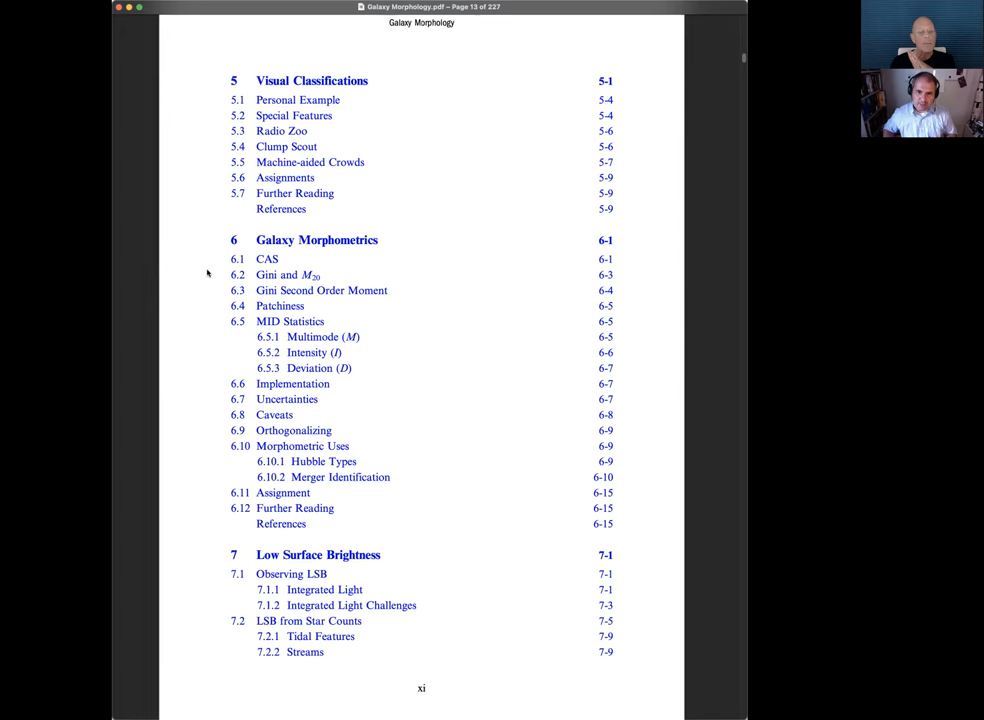 Galaxy Morphology.pdf – Page 13 of 227
Galaxy Morphology
5 Visual Classifications 5-1
5.1 Personal Example 5-4
5.2 Special Features 5-4
5.3 Radio Zoo 5-6
5.4 Clump Scout 5-6
5.5 Machine-aided Crowds 5-7
5.6 Assignments 5-9
5.7 Further Reading 5-9
References 5-9
6 Galaxy Morphometrics 6-1
6.1 CAS 6-1
6.2 Gini and M20 6-3
6.3 Gini Second Order Moment 6-4
6.4 Patchiness 6-5
6.5 MID Statistics 6-5
6.5.1 Multimode (M) 6-5
6.5.2 Intensity (I) 6-6
6.5.3 Deviation (D) 6-7
6.6 Implementation 6-7
6.7 Uncertainties 6-7
6.8 Caveats 6-8
6.9 Orthogonalizing 6-9
6.10 Morphometric Uses 6-9
6.10.1 Hubble Types 6-9
6.10.2 Merger Identification 6-10
6.11 Assignment 6-15
6.12 Further Reading 6-15
References 6-15
7 Low Surface Brightness 7-1
7.1 Observing LSB 7-1
7.1.1 Integrated Light 7-1
7.1.2 Integrated Light Challenges 7-3
7.2 LSB from Star Counts 7-5
7.2.1 Tidal Features 7-9
7.2.2 Streams 7-9
xi